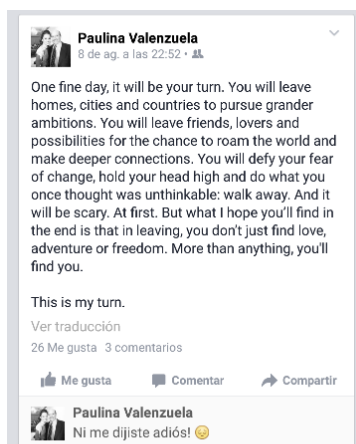 Paulina Valenzuela
8 de ag. a las 22:52 ·
One fine day, it will be your turn. You will leave
homes, cities and countries to pursue grander
ambitions. You will leave friends, lovers and
possibilities for the chance to roam the world and
make deeper connections. You will defy your fear
of change, hold your head high and do what you
once thought was unthinkable: walk away. And it
will be scary. At first. But what I hope you'll find in
the end is that in leaving, you don't just find love,
adventure or freedom. More than anything, you'll
find you.
This is my turn.
Ver traducción
26 Me gusta 3 comentarios
Me gusta Comentar Compartir
Paulina Valenzuela
Ni me dijiste adiós! 😔